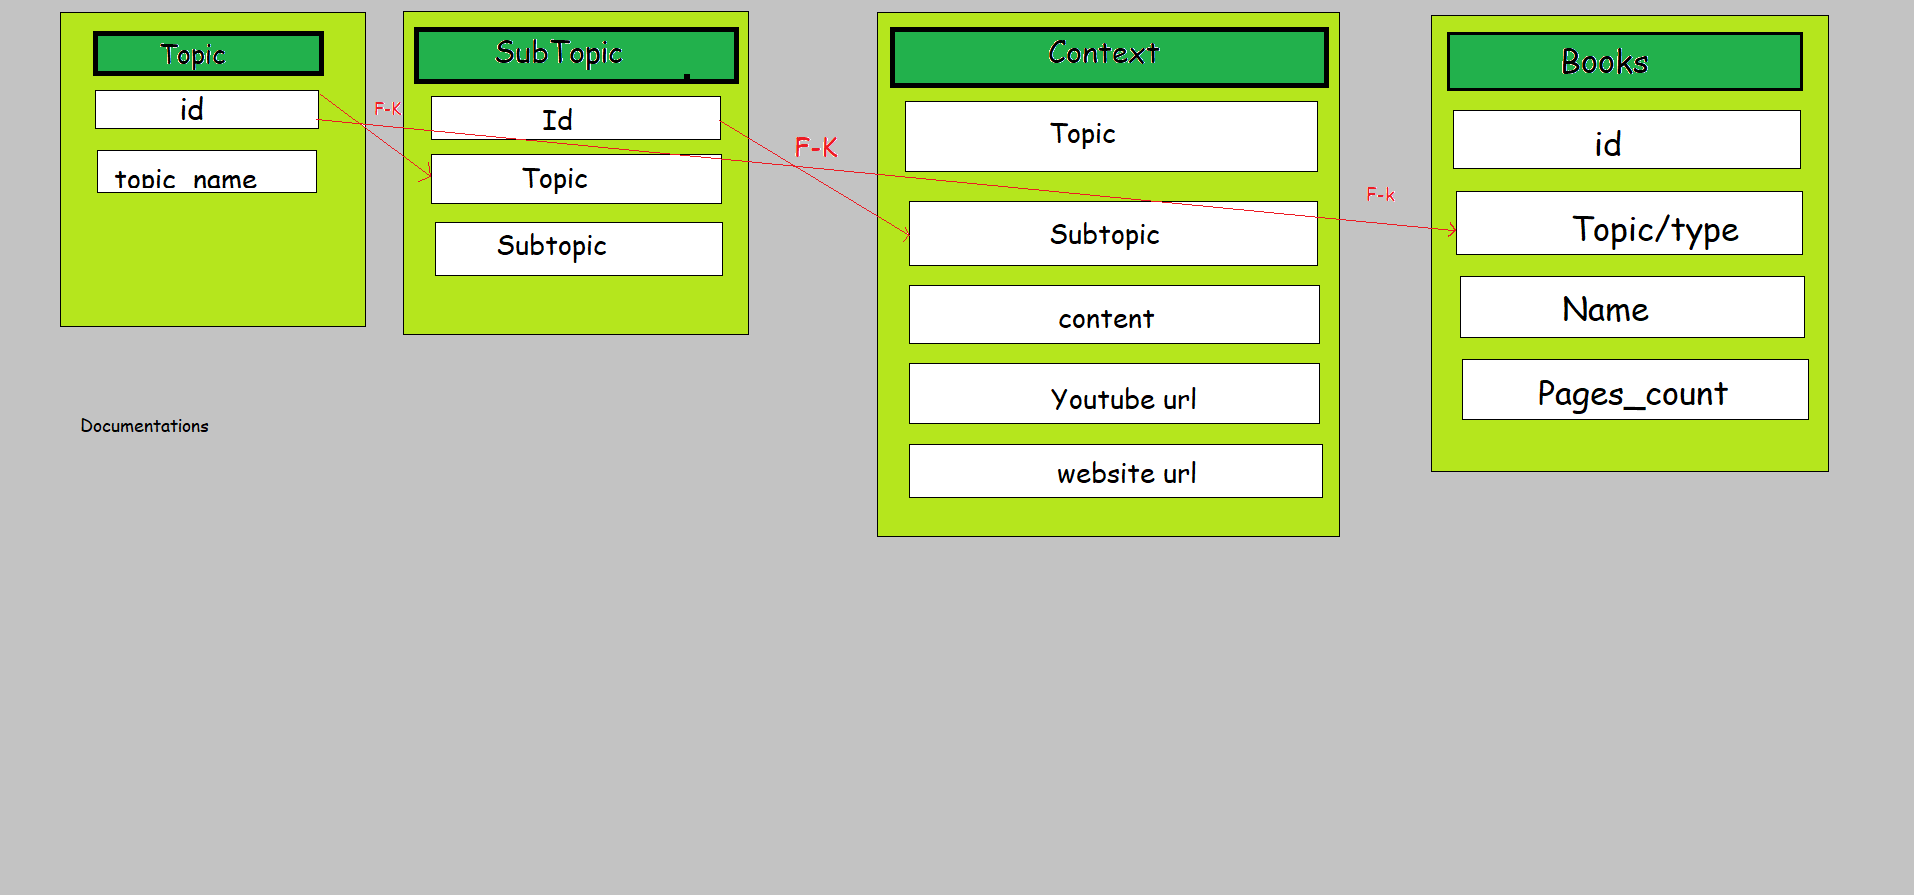 Topic
id
topic_name
F-K
SubTopic
Id
Topic
Subtopic
F-K
Context
Topic
Subtopic
content
Youtube url
website url
F-k
Books
id
Topic/type
Name
Pages_count
Documentations